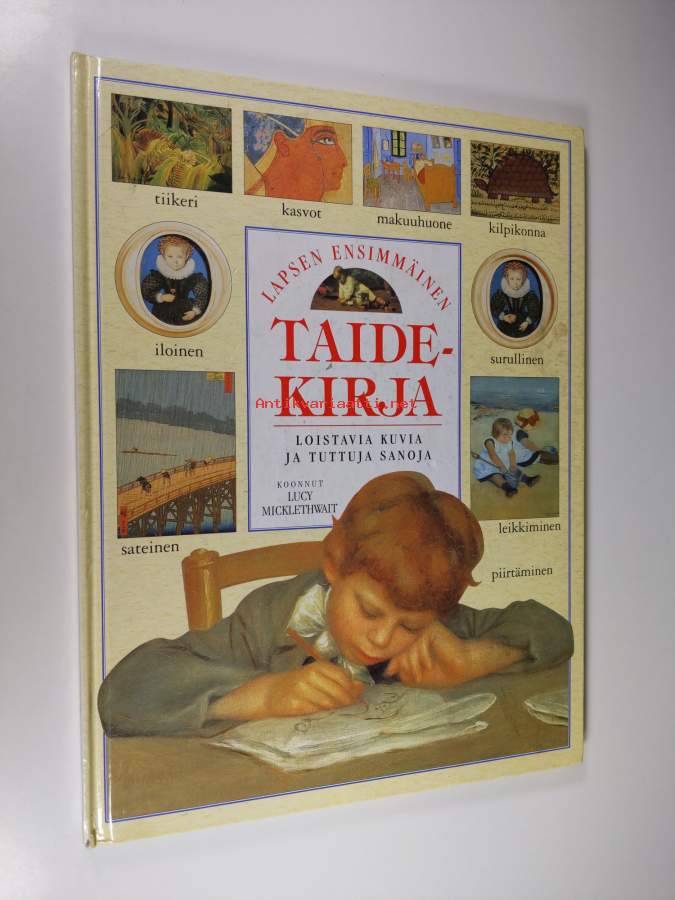 tiikeri
kasvot
makuuhuone
kilpikonna
LAPSEN ENSIMMÄINEN
iloinen
TAIDE-
KIRJA
surullinen
Antikvariaatti.net
LOISTAVIA KUVIA
JA TUTTUJA SANOJA
KOONNUT
LUCY
MICKLETHWAIT
sateinen
leikkiminen
piirtäminen